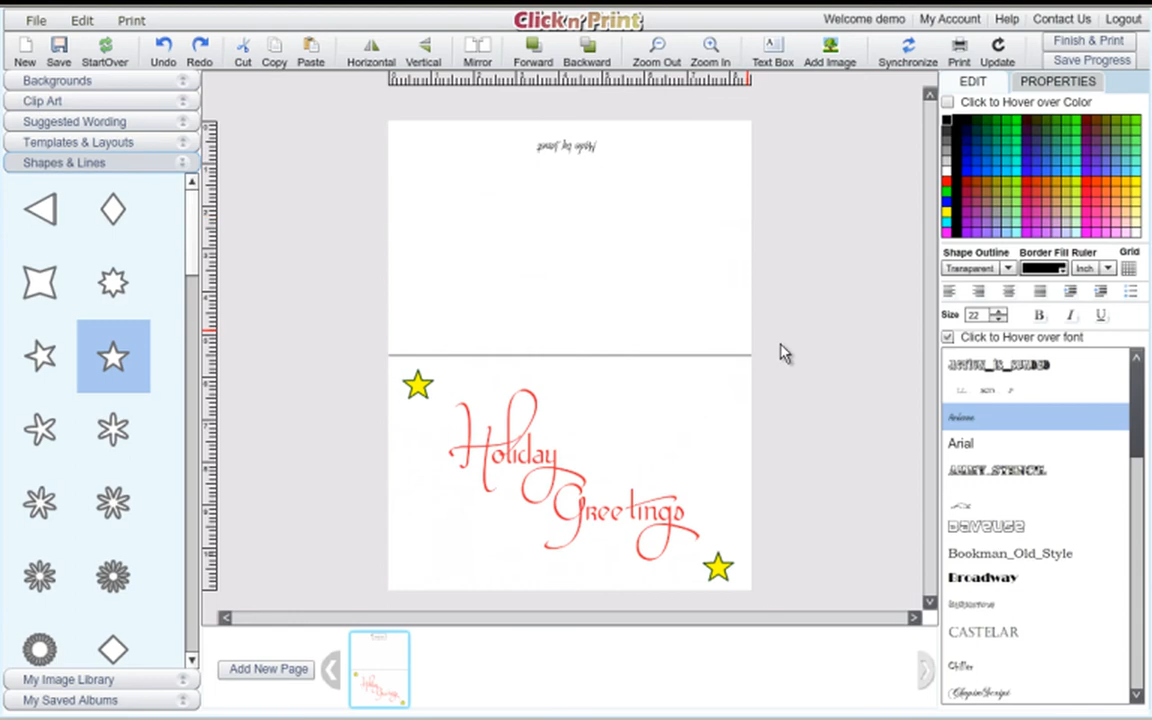 File Edit Print
Click n' Print
Welcome demo My Account Help Contact Us Logout
New Save StartOver Undo Redo Cut Copy Paste Horizontal Vertical Mirror Forward Backward Zoom Out Zoom In Text Box Add Image Synchronize Print Update
Finish & Print
Save Progress
Backgrounds
Clip Art
Suggested Wording
Templates & Layouts
Shapes & Lines
My Image Library
My Saved Albums
Holiday
Greetings
Add New Page
EDIT PROPERTIES
Click to Hover over Color
Shape Outline Border Fill Ruler Grid
Transparent Inch
Size 22 B I U
Click to Hover over font
Arial
ARMY_STENCIL
BAVEUSE
Bookman_Old_Style
Broadway
CASTELAR
Chiller
ChopinScript